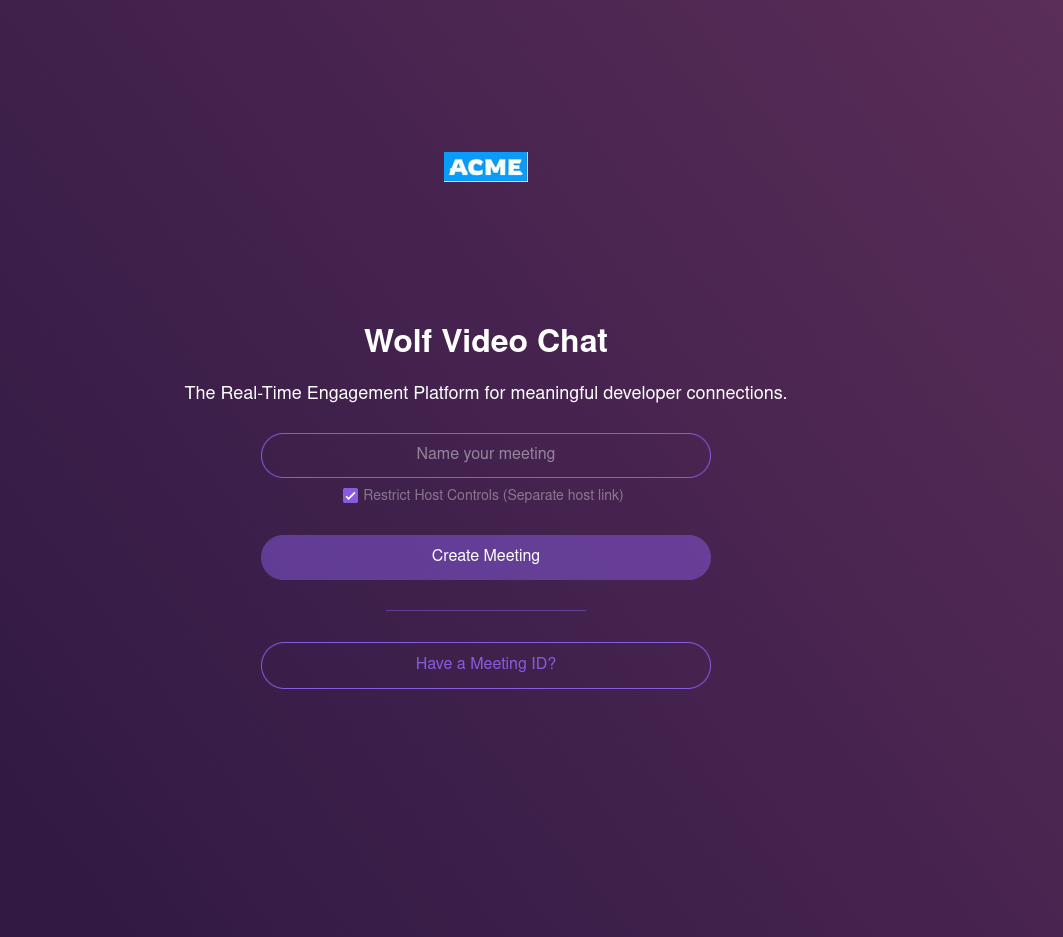 ACME
Wolf Video Chat
The Real-Time Engagement Platform for meaningful developer connections.
Name your meeting
Restrict Host Controls (Separate host link)
Create Meeting
Have a Meeting ID?